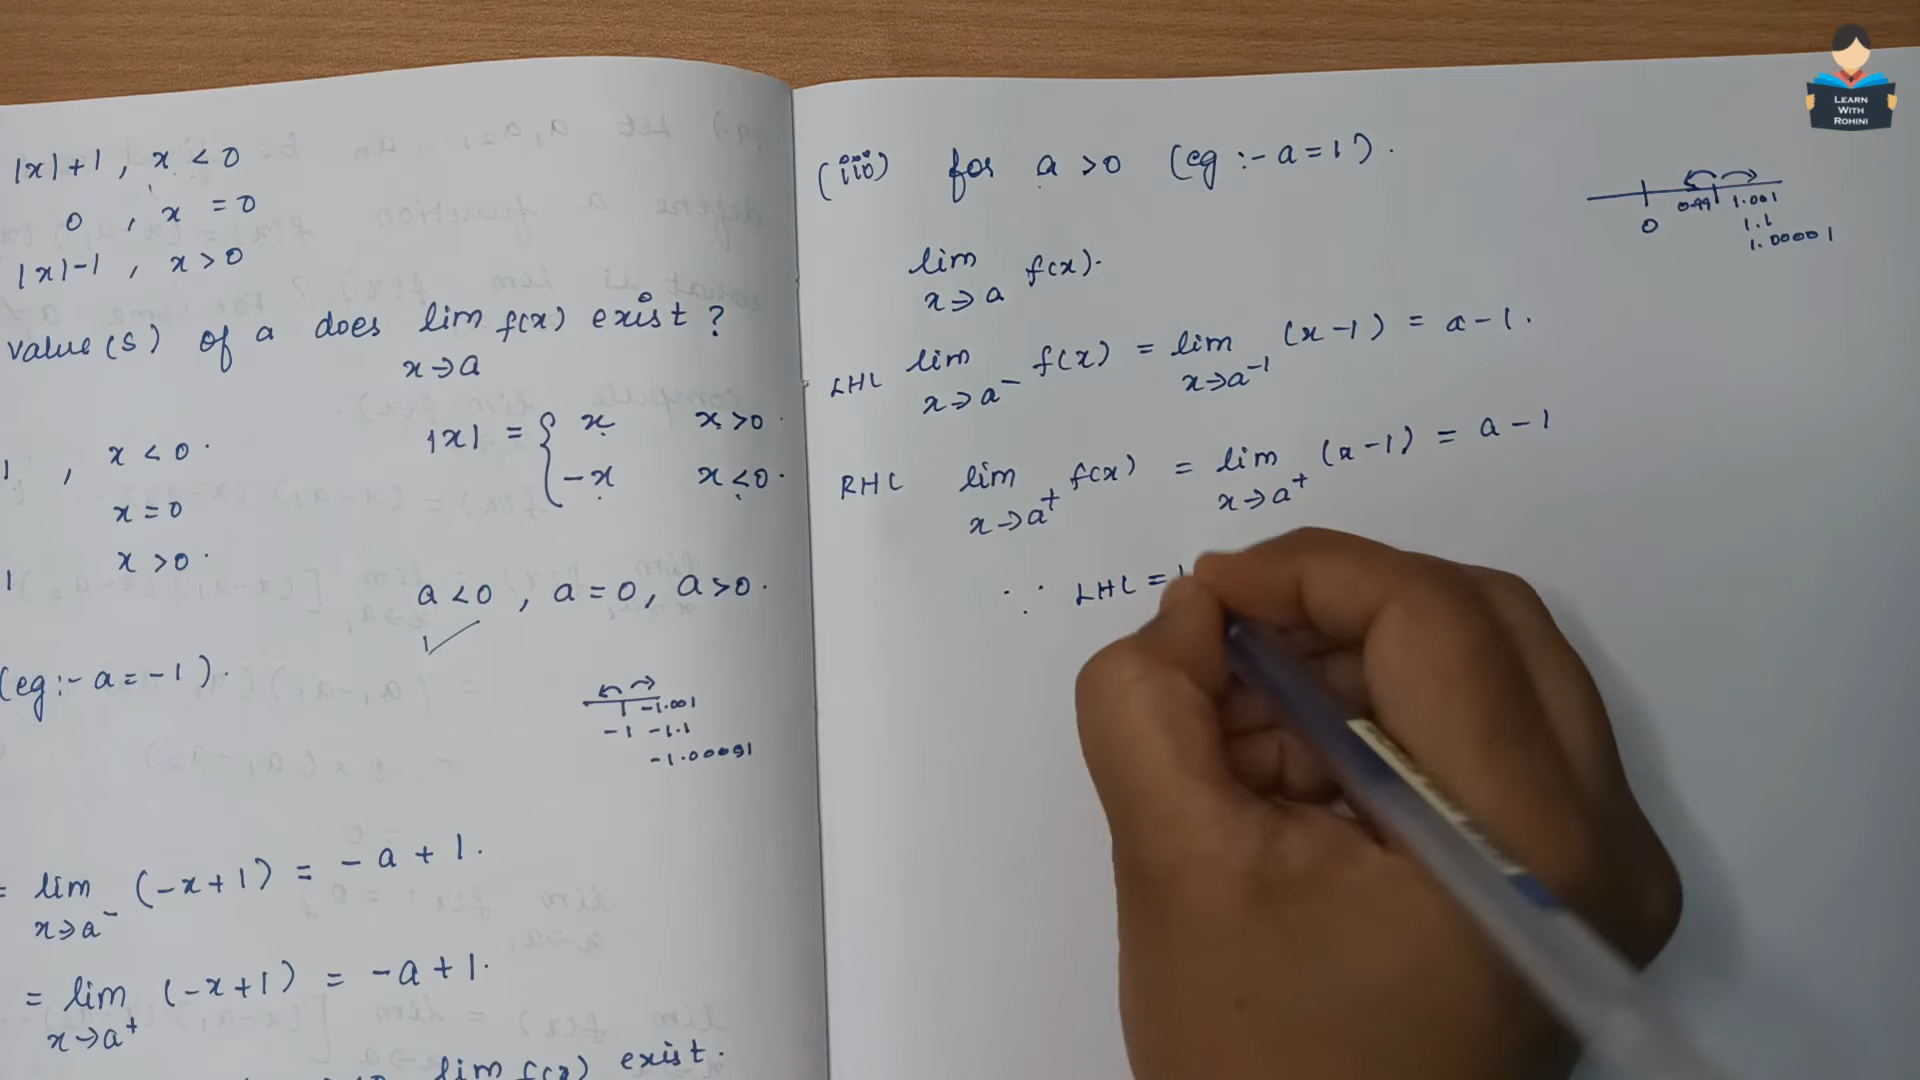 |x|+1 , x < 0
0 , x = 0
|x|-1 , x > 0
value(s) of a does lim f(x) exist ?
x→a
1 , x < 0 .
x = 0
1 x > 0 .
|x| = { x x > 0 .
-x x < 0 .
a < 0 , a = 0 , a > 0 .
(eg :- a = -1) .
-1 -1.001
-1.1
-1.00001
= lim (-x+1) = -a + 1 .
x→a⁻
= lim (-x+1) = -a + 1 .
x→a⁺
lim f(x) exist .
(iii) for a > 0 (eg :- a = 1) .
0 0.99 1.001
1.1
1.00001
lim f(x) .
x→a
LHL lim f(x) = lim (x-1) = a - 1 .
x→a⁻ x→a⁻¹
RHL lim f(x) = lim (x-1) = a - 1
x→a⁺ x→a⁺
∵ LHL =
LEARN
WITH
ROHINI